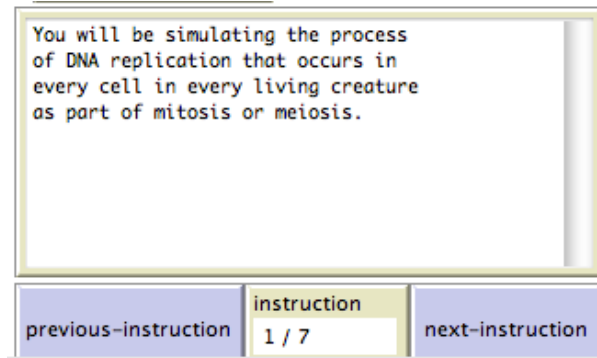 You will be simulating the process
of DNA replication that occurs in
every cell in every living creature
as part of mitosis or meiosis.
previous-instruction
instruction
1 / 7
next-instruction